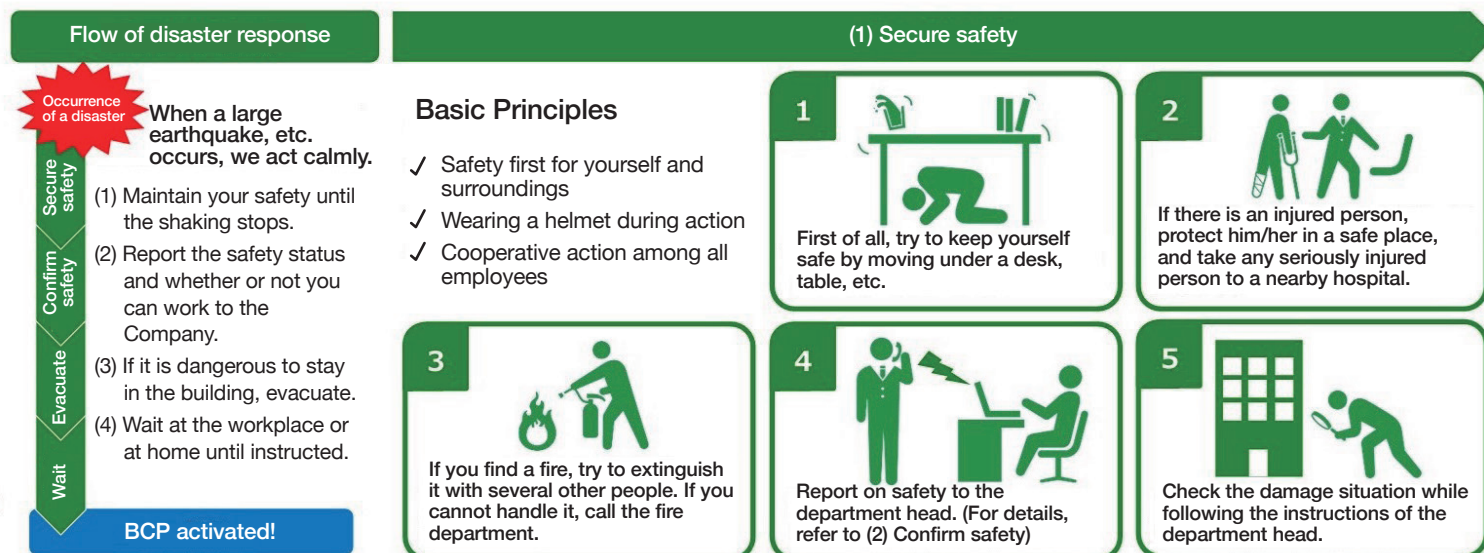 Flow of disaster response
Occurrence
of a disaster
When a large
earthquake, etc.
occurs, we act calmly.
Secure
safety
Confirm
safety
Evacuate
Wait
(1) Maintain your safety until
the shaking stops.
(2) Report the safety status
and whether or not you
can work to the
Company.
(3) If it is dangerous to stay
in the building, evacuate.
(4) Wait at the workplace or
at home until instructed.
BCP activated!
(1) Secure safety
Basic Principles
✓ Safety first for yourself and
surroundings
✓ Wearing a helmet during action
✓ Cooperative action among all
employees
1
First of all, try to keep yourself
safe by moving under a desk,
table, etc.
2
If there is an injured person,
protect him/her in a safe place,
and take any seriously injured
person to a nearby hospital.
3
If you find a fire, try to extinguish
it with several other people. If you
cannot handle it, call the fire
department.
4
Report on safety to the
department head. (For details,
refer to (2) Confirm safety)
5
Check the damage situation while
following the instructions of the
department head.